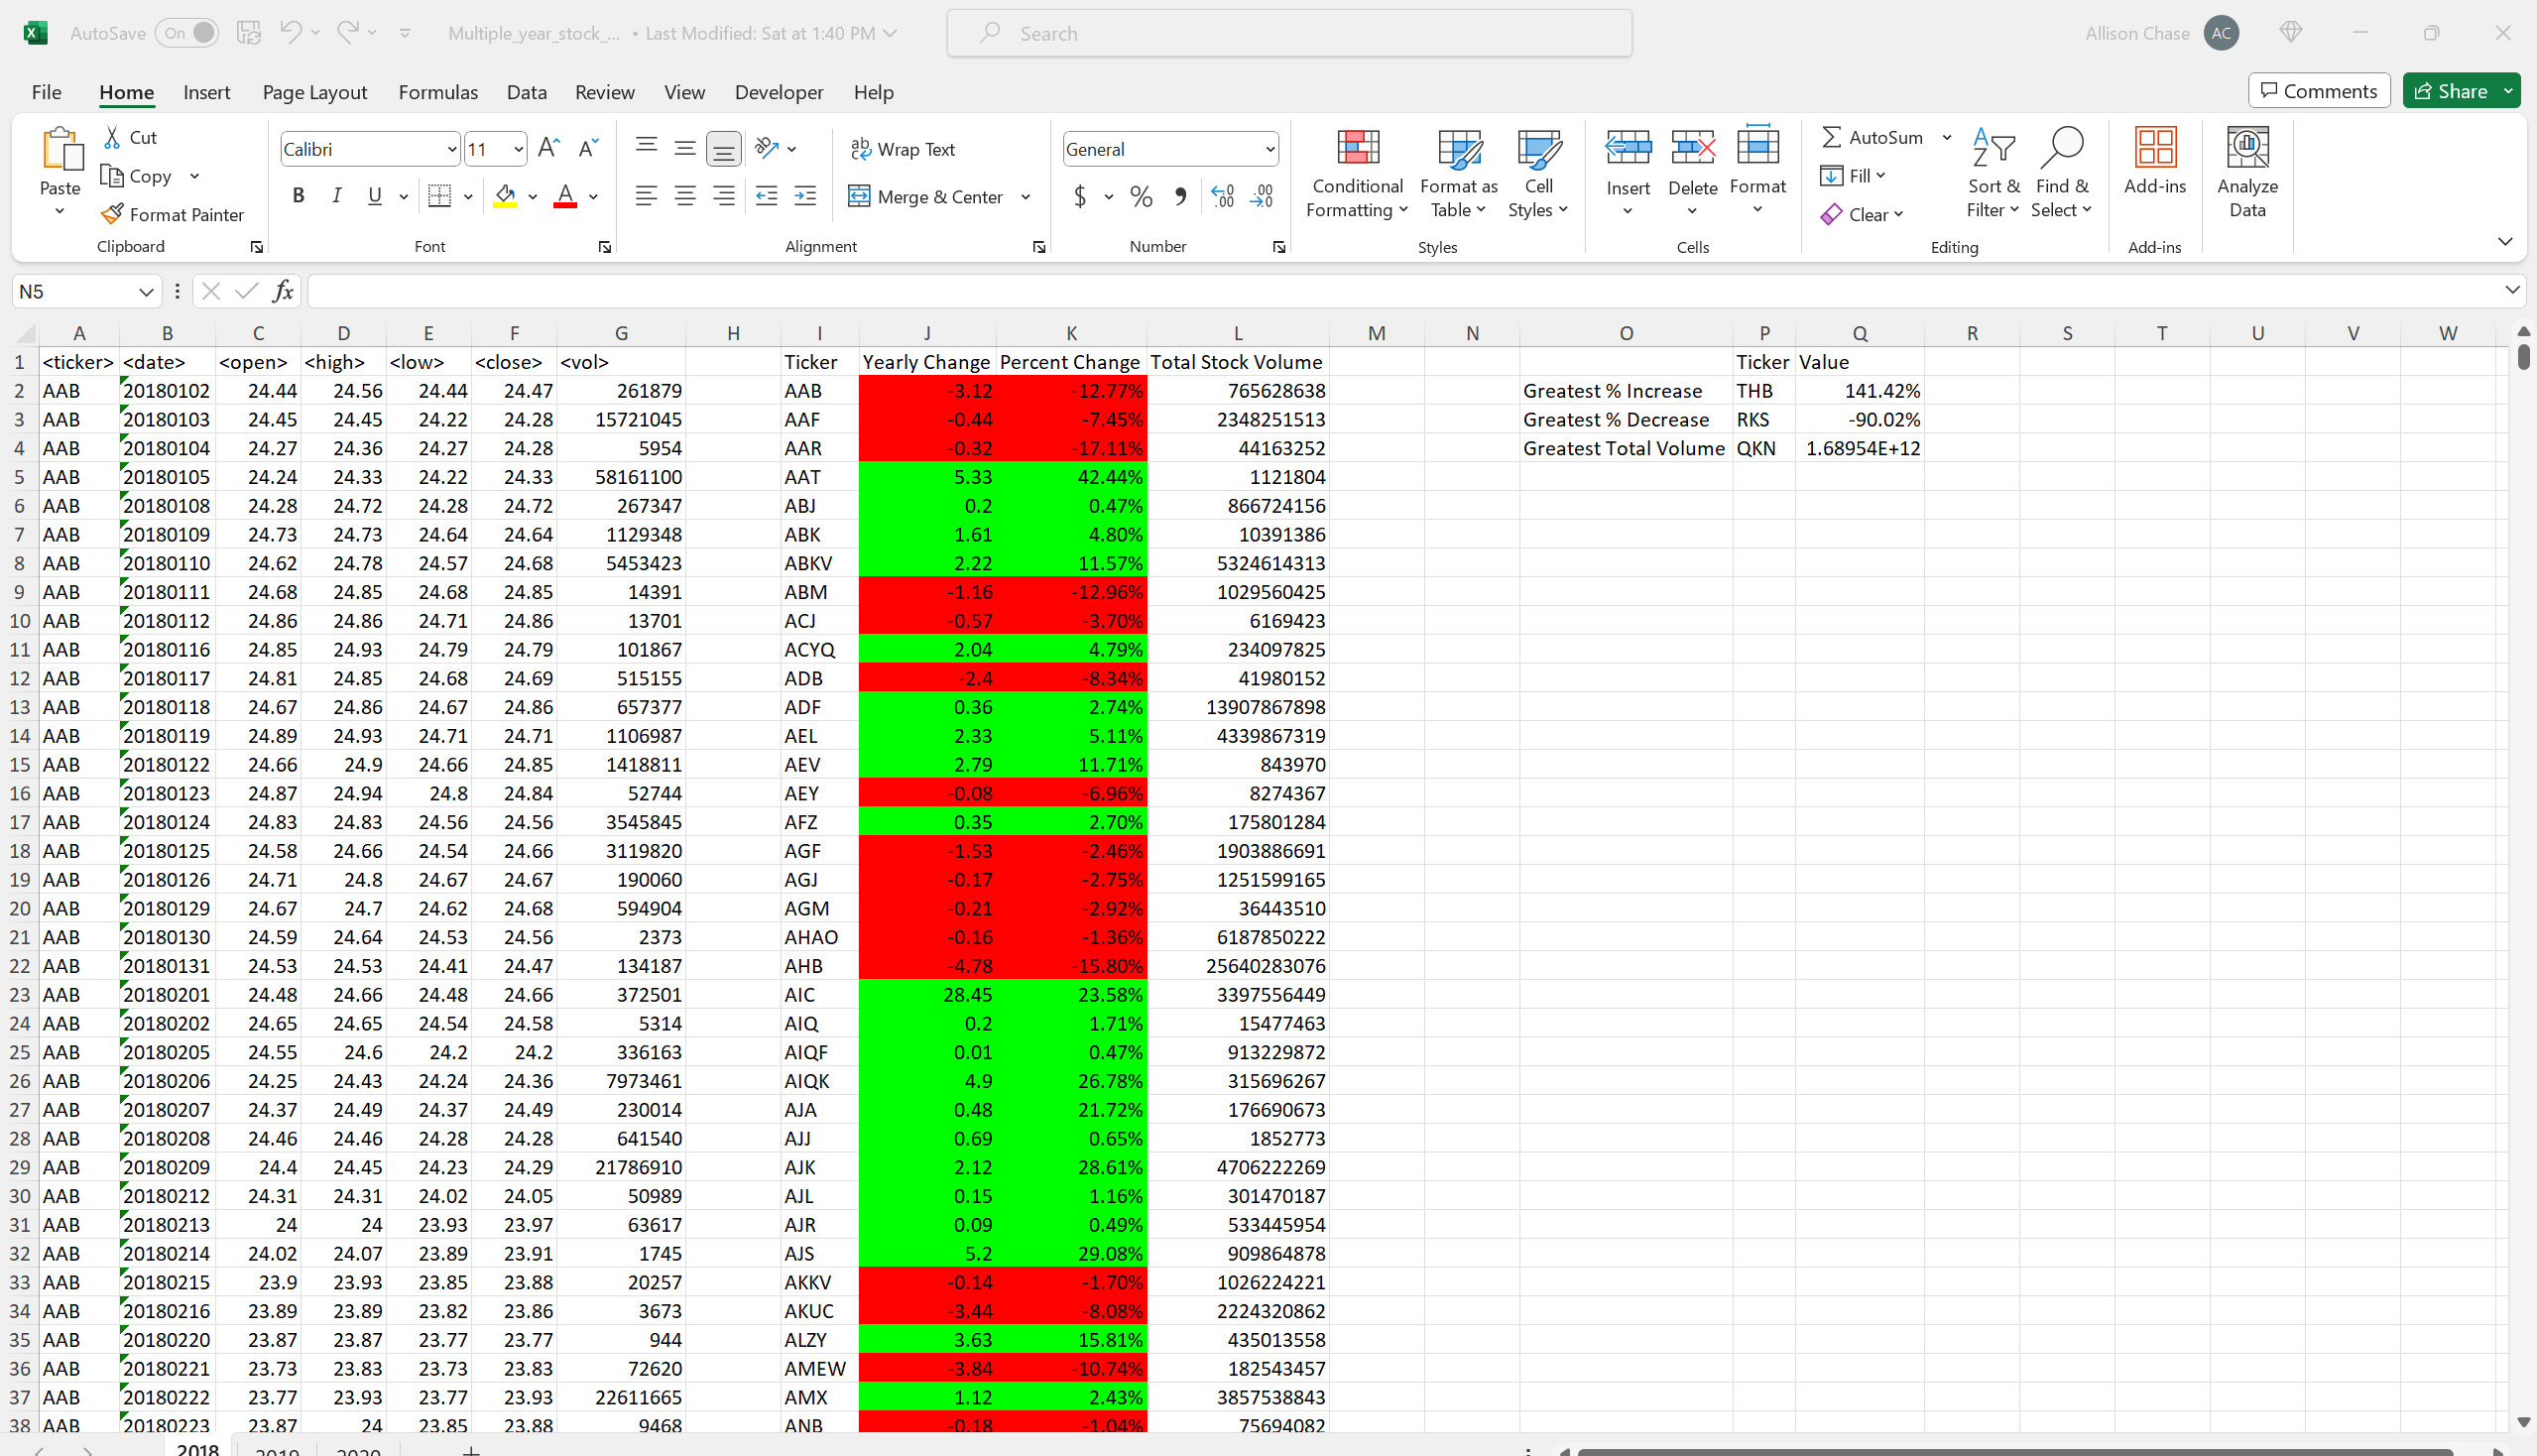 AutoSave On Multiple_year_stock_... • Last Modified: Sat at 1:40 PM Search Allison Chase AC
File Home Insert Page Layout Formulas Data Review View Developer Help Comments Share
Paste Cut Copy Format Painter Clipboard
Calibri 11 B I U A Font
Wrap Text Merge & Center Alignment
General $ % Number
Conditional Formatting Format as Table Cell Styles Styles
Insert Delete Format Cells
AutoSum Fill Clear Sort & Filter Find & Select Editing
Add-ins Add-ins
Analyze Data
N5 fx
A B C D E F G H I J K L M N O P Q R S T U V W
1 <ticker> <date> <open> <high> <low> <close> <vol> Ticker Yearly Change Percent Change Total Stock Volume Ticker Value
2 AAB 20180102 24.44 24.56 24.44 24.47 261879 AAB -3.12 -12.77% 765628638 Greatest % Increase THB 141.42%
3 AAB 20180103 24.45 24.45 24.22 24.28 15721045 AAF -0.44 -7.45% 2348251513 Greatest % Decrease RKS -90.02%
4 AAB 20180104 24.27 24.36 24.27 24.28 5954 AAR -0.32 -17.11% 44163252 Greatest Total Volume QKN 1.68954E+12
5 AAB 20180105 24.24 24.33 24.22 24.33 58161100 AAT 5.33 42.44% 1121804
6 AAB 20180108 24.28 24.72 24.28 24.72 267347 ABJ 0.2 0.47% 866724156
7 AAB 20180109 24.73 24.73 24.64 24.64 1129348 ABK 1.61 4.80% 10391386
8 AAB 20180110 24.62 24.78 24.57 24.68 5453423 ABKV 2.22 11.57% 5324614313
9 AAB 20180111 24.68 24.85 24.68 24.85 14391 ABM -1.16 -12.96% 1029560425
10 AAB 20180112 24.86 24.86 24.71 24.86 13701 ACJ -0.57 -3.70% 6169423
11 AAB 20180116 24.85 24.93 24.79 24.79 101867 ACYQ 2.04 4.79% 234097825
12 AAB 20180117 24.81 24.85 24.68 24.69 515155 ADB -2.4 -8.34% 41980152
13 AAB 20180118 24.67 24.86 24.67 24.86 657377 ADF 0.36 2.74% 13907867898
14 AAB 20180119 24.89 24.93 24.71 24.71 1106987 AEL 2.33 5.11% 4339867319
15 AAB 20180122 24.66 24.9 24.66 24.85 1418811 AEV 2.79 11.71% 843970
16 AAB 20180123 24.87 24.94 24.8 24.84 52744 AEY -0.08 -6.96% 8274367
17 AAB 20180124 24.83 24.83 24.56 24.56 3545845 AFZ 0.35 2.70% 175801284
18 AAB 20180125 24.58 24.66 24.54 24.66 3119820 AGF -1.53 -2.46% 1903886691
19 AAB 20180126 24.71 24.8 24.67 24.67 190060 AGJ -0.17 -2.75% 1251599165
20 AAB 20180129 24.67 24.7 24.62 24.68 594904 AGM -0.21 -2.92% 36443510
21 AAB 20180130 24.59 24.64 24.53 24.56 2373 AHAO -0.16 -1.36% 6187850222
22 AAB 20180131 24.53 24.53 24.41 24.47 134187 AHB -4.78 -15.80% 25640283076
23 AAB 20180201 24.48 24.66 24.48 24.66 372501 AIC 28.45 23.58% 3397556449
24 AAB 20180202 24.65 24.65 24.54 24.58 5314 AIQ 0.2 1.71% 15477463
25 AAB 20180205 24.55 24.6 24.2 24.2 336163 AIQF 0.01 0.47% 913229872
26 AAB 20180206 24.25 24.43 24.24 24.36 7973461 AIQK 4.9 26.78% 315696267
27 AAB 20180207 24.37 24.49 24.37 24.49 230014 AJA 0.48 21.72% 176690673
28 AAB 20180208 24.46 24.46 24.28 24.28 641540 AJJ 0.69 0.65% 1852773
29 AAB 20180209 24.4 24.45 24.23 24.29 21786910 AJK 2.12 28.61% 4706222269
30 AAB 20180212 24.31 24.31 24.02 24.05 50989 AJL 0.15 1.16% 301470187
31 AAB 20180213 24 24 23.93 23.97 63617 AJR 0.09 0.49% 533445954
32 AAB 20180214 24.02 24.07 23.89 23.91 1745 AJS 5.2 29.08% 909864878
33 AAB 20180215 23.9 23.93 23.85 23.88 20257 AKKV -0.14 -1.70% 1026224221
34 AAB 20180216 23.89 23.89 23.82 23.86 3673 AKUC -3.44 -8.08% 2224320862
35 AAB 20180220 23.87 23.87 23.77 23.77 944 ALZY 3.63 15.81% 435013558
36 AAB 20180221 23.73 23.83 23.73 23.83 72620 AMEW -3.84 -10.74% 182543457
37 AAB 20180222 23.77 23.93 23.77 23.93 22611665 AMX 1.12 2.43% 3857538843
38 AAB 20180223 23.87 24 23.85 23.88 9468 ANB -0.18 -1.04% 75694082
2018 2019 2020 +